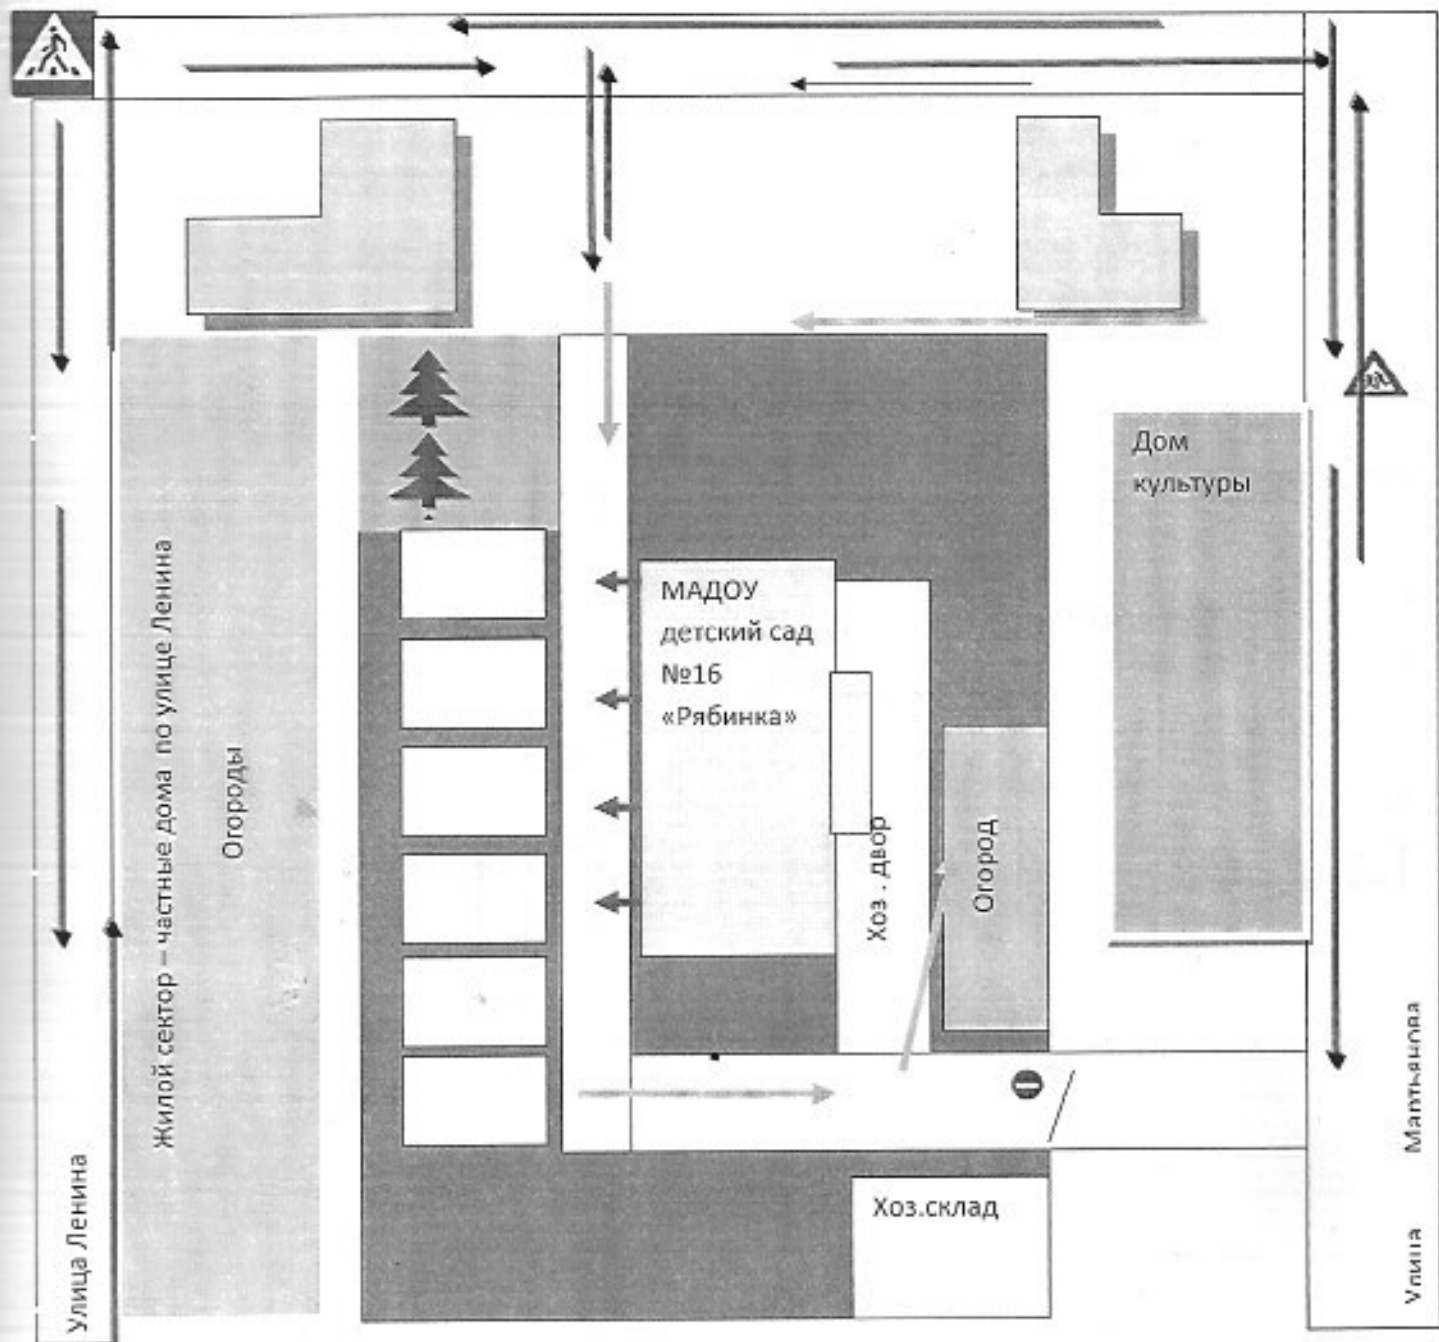 Дом
культуры
МАДОУ
детский сад
№16
«Рябинка»
Жилой сектор – частные дома по улице Ленина
Огороды
Хоз. двор
Огород
Хоз.склад
Улица Ленина
Улица Мартьянова